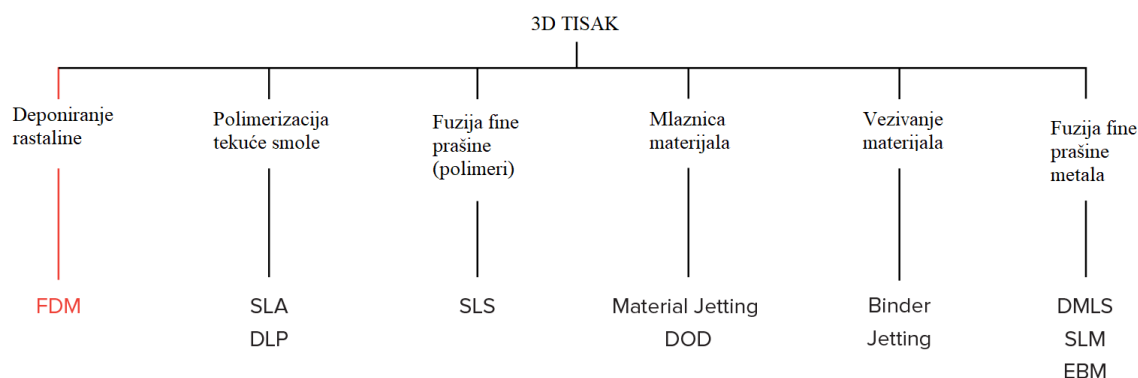 3D TISAK
Deponiranje
rastaline
Polimerizacija
tekuće smole
Fuzija fine
prašine
(polimeri)
Mlaznica
materijala
Vezivanje
materijala
Fuzija fine
prašine
metala
FDM
SLA
DLP
SLS
Material Jetting
DOD
Binder
Jetting
DMLS
SLM
EBM